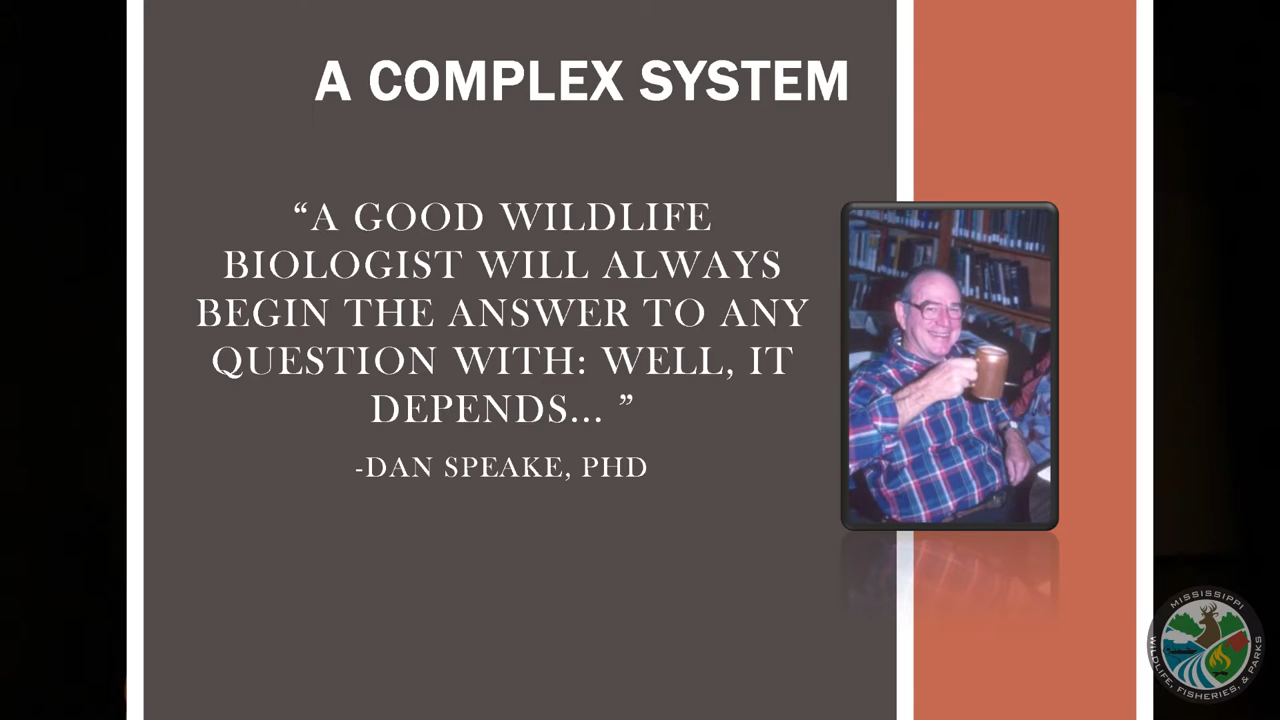 A COMPLEX SYSTEM
“A GOOD WILDLIFE
BIOLOGIST WILL ALWAYS
BEGIN THE ANSWER TO ANY
QUESTION WITH: WELL, IT
DEPENDS... ”
-DAN SPEAKE, PHD
MISSISSIPPI
WILDLIFE, FISHERIES, & PARKS